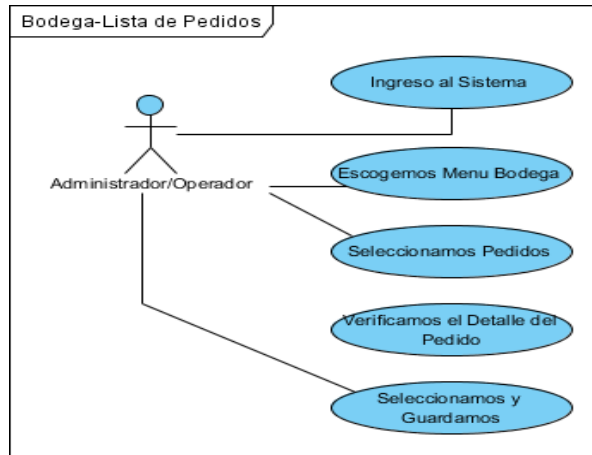 Bodega-Lista de Pedidos
Ingreso al Sistema
Administrador/Operador
Escogemos Menu Bodega
Seleccionamos Pedidos
Verificamos el Detalle del
Pedido
Seleccionamos y
Guardamos